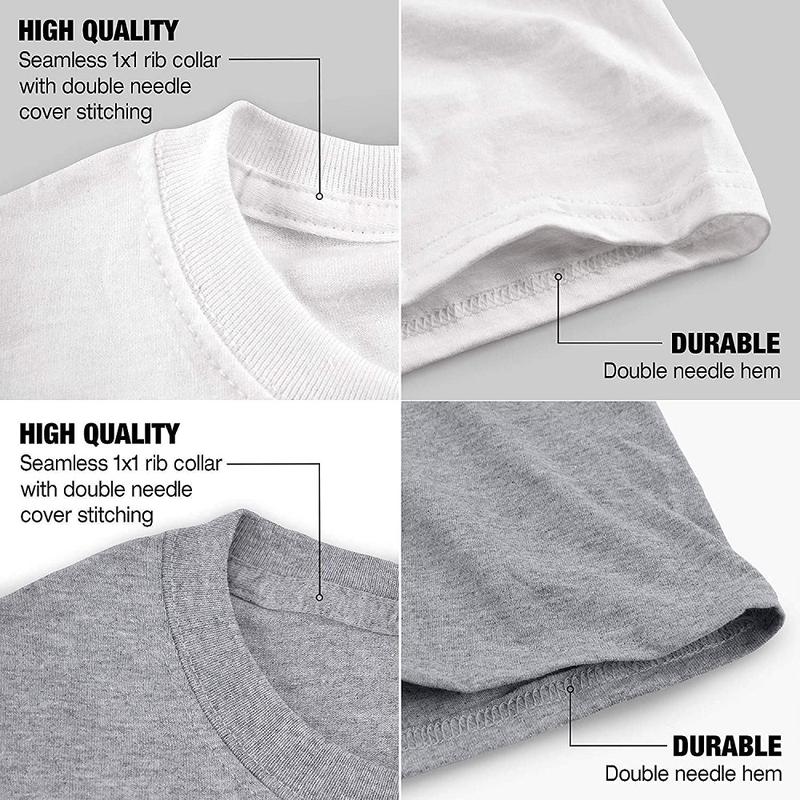 HIGH QUALITY
Seamless 1x1 rib collar
with double needle
cover stitching
DURABLE
Double needle hem
HIGH QUALITY
Seamless 1x1 rib collar
with double needle
cover stitching
DURABLE
Double needle hem